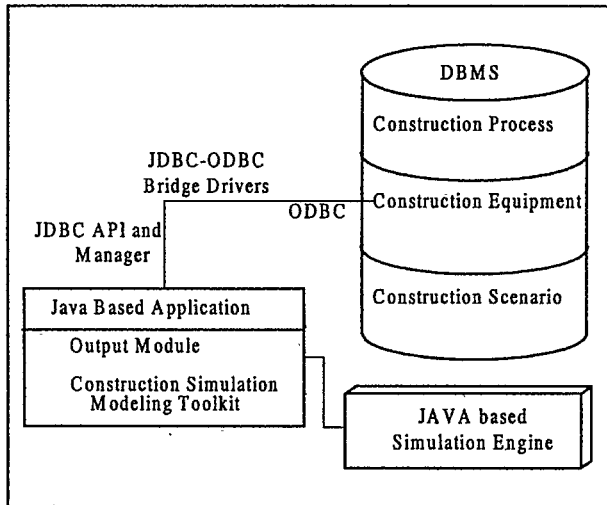 DBMS
Construction Process
JDBC-ODBC
Bridge Drivers
ODBC
Construction Equipment
JDBC API and
Manager
Construction Scenario
Java Based Application
Output Module
Construction Simulation
Modeling Toolkit
JAVA based
Simulation Engine